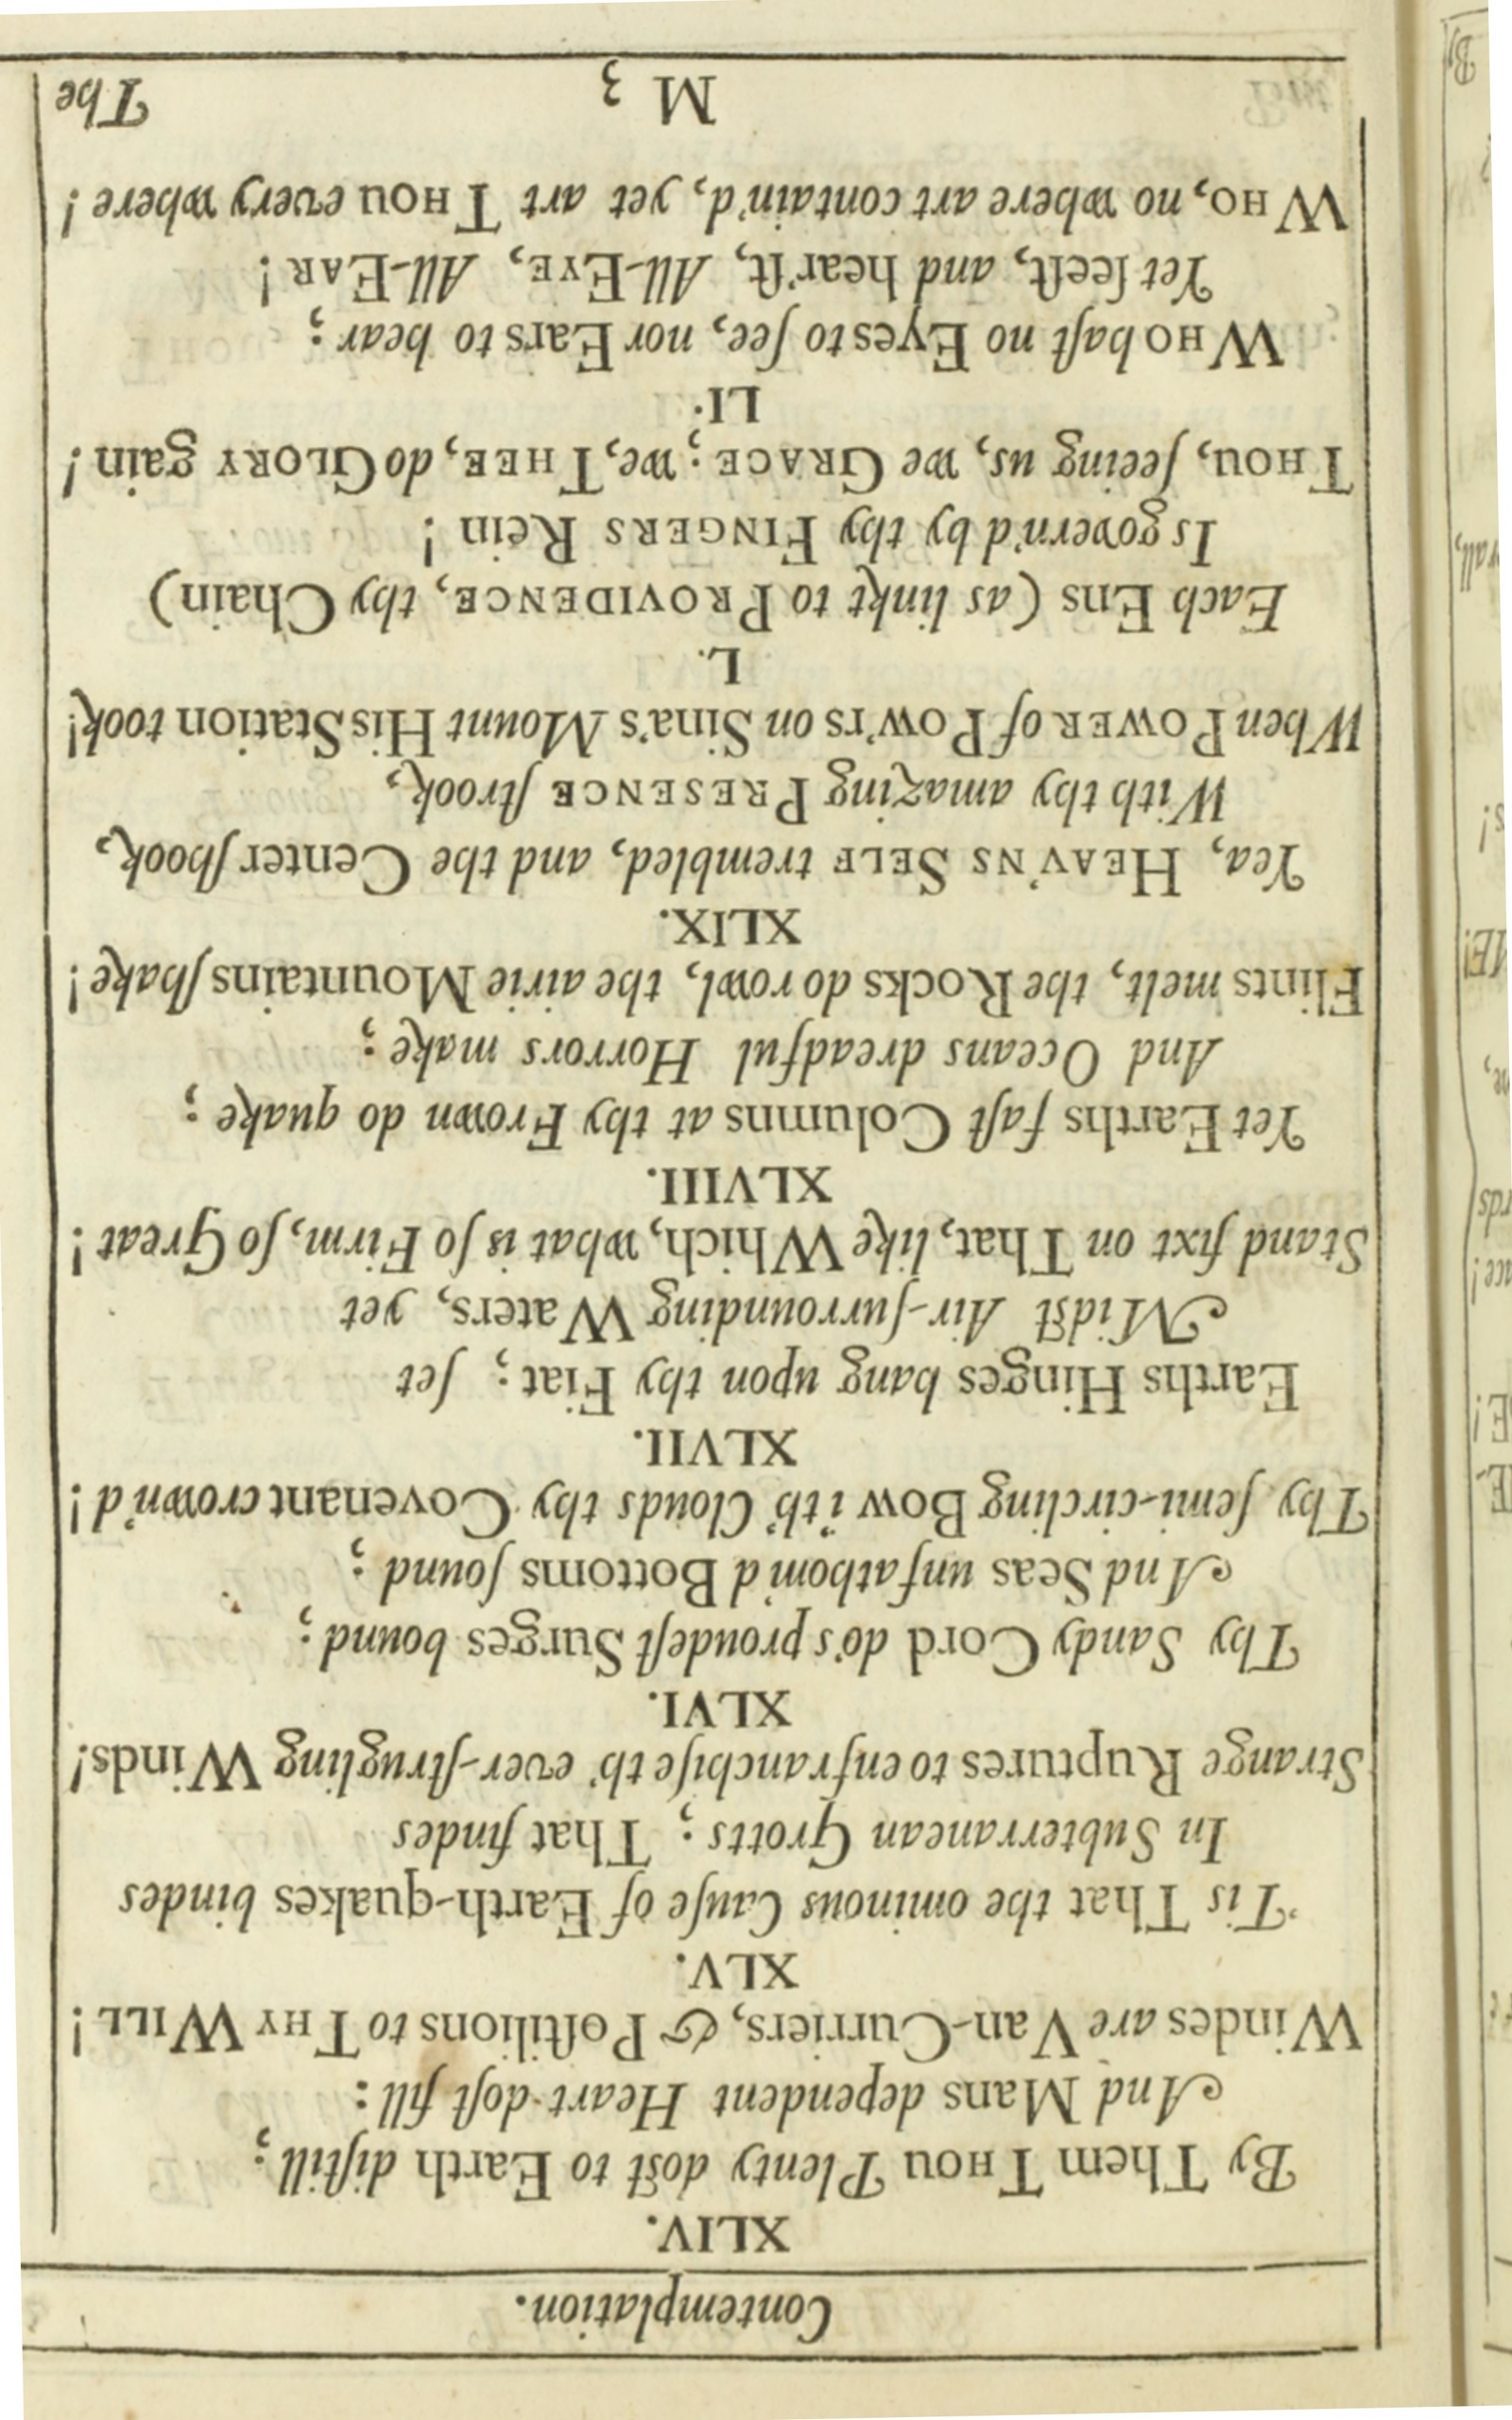 Contemplation.
XLIV.
By Them THOU Plenty doſt to Earth diſtill;
And Mans dependent Heart doſt fill:
Windes are Van-Curriers, & Poſtilions to THY WILL!
XLV.
'Tis That the ominous Cauſe of Earth-quakes bindes
In Subterranean Grotts; That findes
Strange Ruptures to enfranchiſe th' ever-ſtrugling Winds!
XLVI.
Thy Sandy Cord do's proudeſt Surges bound;
And Seas unfathom'd Bottoms ſound;
Thy ſemi-circling Bow i'th' Clouds thy Covenant crown'd!
XLVII.
Earths Hinges hang upon thy Fiat; ſet
Midſt Air-ſurrounding Waters, yet
Stand fixt on That, like Which, what is ſo Firm, ſo Great!
XLVIII.
Yet Earths faſt Columns at thy Frown do quake;
And Oceans dreadful Horrors make;
Flints melt, the Rocks do rowl, the airie Mountains ſhake!
XLIX.
Yea, HEAV'NS SELF trembled, and the Center ſhook,
With thy amazing PRESENCE ſtrook,
When POWER of POW'RS on Sina's Mount His Station took!
L.
Each Ens (as linkt to PROVIDENCE, thy Chain)
Is govern'd by thy FINGERS Rein!
THOU, ſeeing us, we GRACE; we, THEE, do GLORY gain!
LI.
WHO haſt no Eyes to ſee, nor Ears to hear;
Yet ſeeſt, and hear'ſt, All-EYE, All-EAR!
WHO, no where art contain'd, yet art THOU every where!
M 3
The